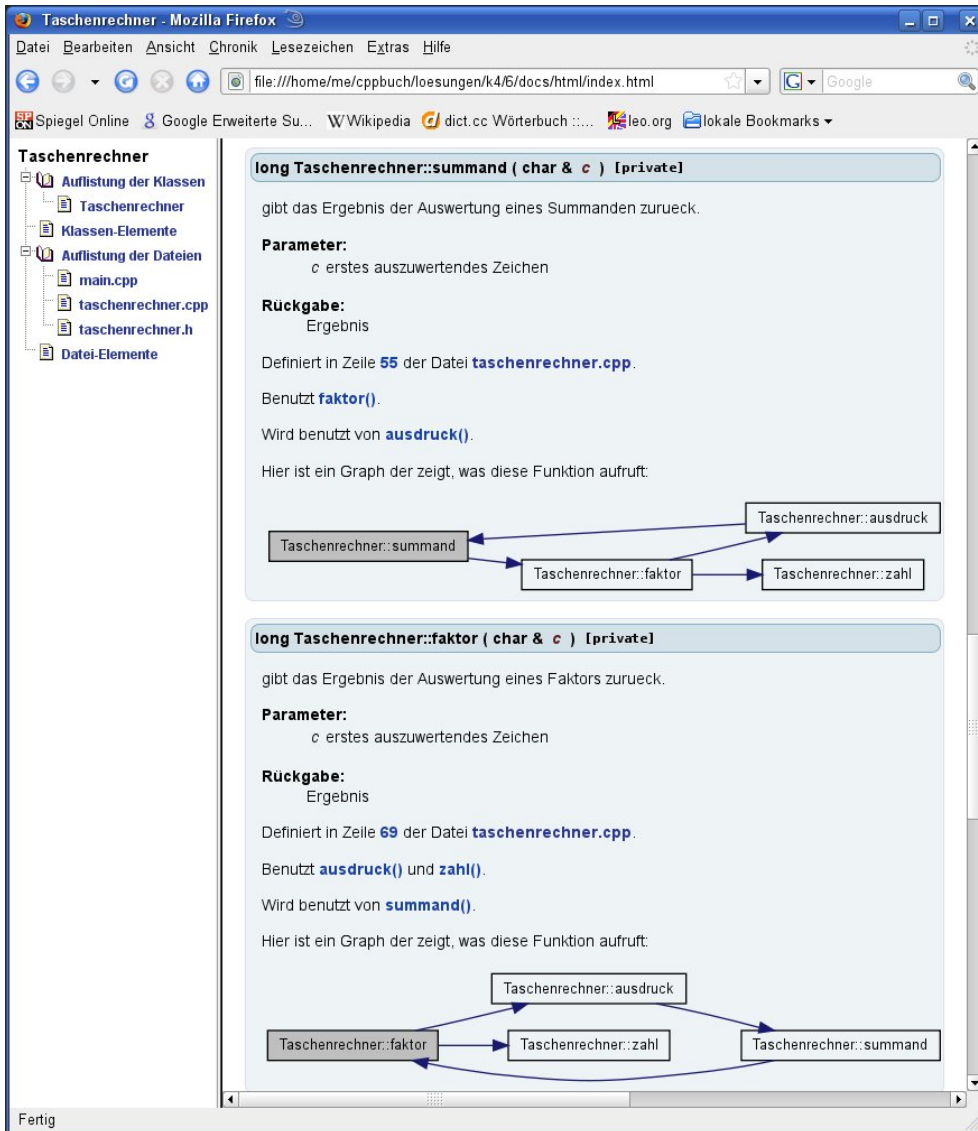 Taschenrechner - Mozilla Firefox
Datei Bearbeiten Ansicht Chronik Lesezeichen Extras Hilfe
file:///home/me/cppbuch/loesungen/k4/6/docs/html/index.html
G Google
Spiegel Online Google Erweiterte Su... Wikipedia dict.cc Wörterbuch ::... leo.org lokale Bookmarks
Taschenrechner
Auflistung der Klassen
Taschenrechner
Klassen-Elemente
Auflistung der Dateien
main.cpp
taschenrechner.cpp
taschenrechner.h
Datei-Elemente
long Taschenrechner::summand ( char & c ) [private]
gibt das Ergebnis der Auswertung eines Summanden zurueck.
Parameter:
c erstes auszuwertendes Zeichen
Rückgabe:
Ergebnis
Definiert in Zeile 55 der Datei taschenrechner.cpp.
Benutzt faktor().
Wird benutzt von ausdruck().
Hier ist ein Graph der zeigt, was diese Funktion aufruft:
Taschenrechner::ausdruck
Taschenrechner::summand
Taschenrechner::faktor
Taschenrechner::zahl
long Taschenrechner::faktor ( char & c ) [private]
gibt das Ergebnis der Auswertung eines Faktors zurueck.
Parameter:
c erstes auszuwertendes Zeichen
Rückgabe:
Ergebnis
Definiert in Zeile 69 der Datei taschenrechner.cpp.
Benutzt ausdruck() und zahl().
Wird benutzt von summand().
Hier ist ein Graph der zeigt, was diese Funktion aufruft:
Taschenrechner::ausdruck
Taschenrechner::faktor
Taschenrechner::zahl
Taschenrechner::summand
Fertig